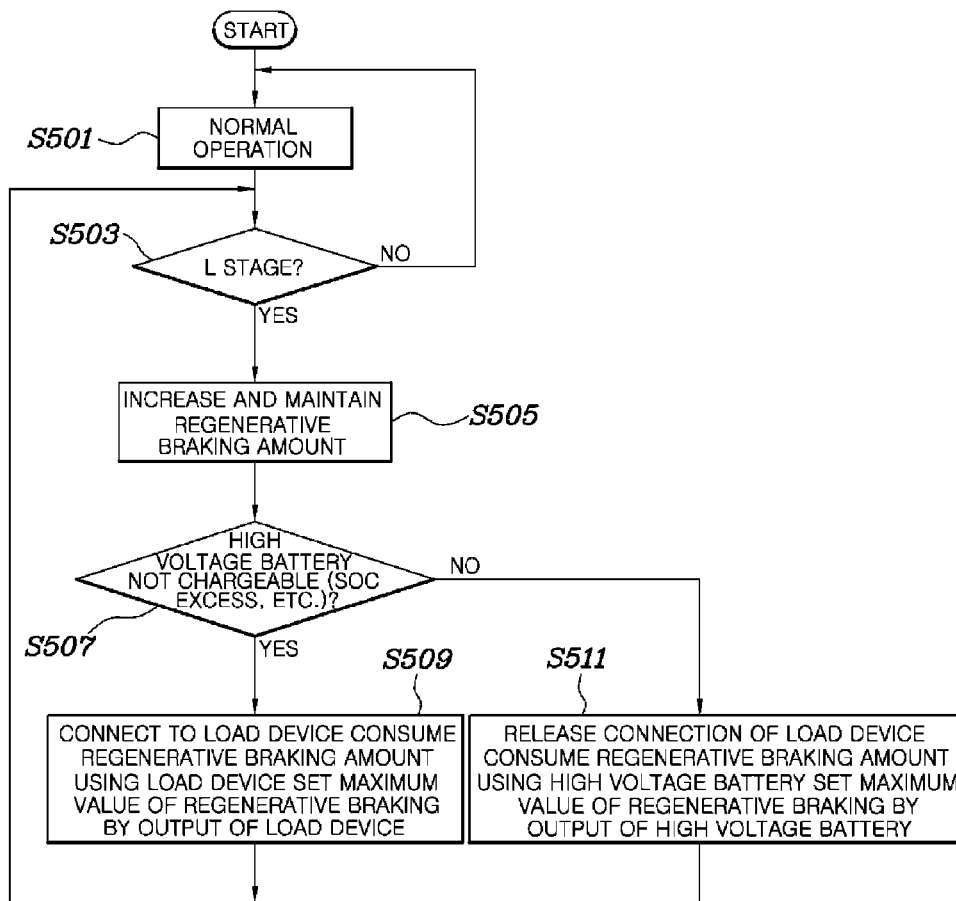 START
S501
NORMAL
OPERATION
S503
L STAGE?
NO
YES
INCREASE AND MAINTAIN
REGENERATIVE
BRAKING AMOUNT
S505
HIGH
VOLTAGE BATTERY
NOT CHARGEABLE (SOC
EXCESS, ETC.)?
NO
S507
YES
S509
CONNECT TO LOAD DEVICE CONSUME
REGENERATIVE BRAKING AMOUNT
USING LOAD DEVICE SET MAXIMUM
VALUE OF REGENERATIVE BRAKING
BY OUTPUT OF LOAD DEVICE
S511
RELEASE CONNECTION OF LOAD DEVICE
CONSUME REGENERATIVE BRAKING AMOUNT
USING HIGH VOLTAGE BATTERY SET MAXIMUM
VALUE OF REGENERATIVE BRAKING BY
OUTPUT OF HIGH VOLTAGE BATTERY